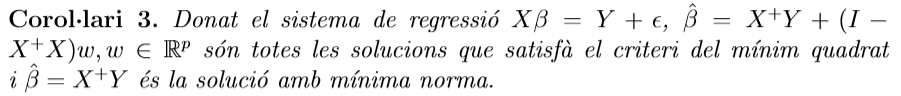 Corol·lari 3. Donat el sistema de regressió Xβ = Y + ϵ, β̂ = X⁺Y + (I −
X⁺X)w, w ∈ ℝᵖ són totes les solucions que satisfà el criteri del mínim quadrat
i β̂ = X⁺Y és la solució amb mínima norma.